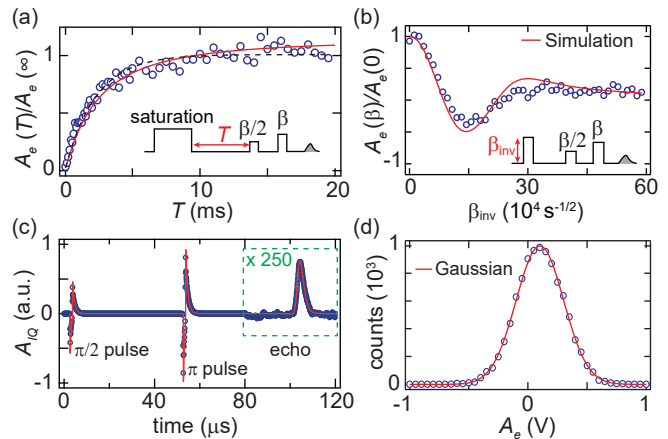 (a)
A_e (T)/A_e (∞)
1
0
saturation
T
β/2
β
0
10
20
T (ms)
(b)
A_e(β)/A_e(0)
1
-1
Simulation
β_inv
β/2
β
0
30
60
β_inv (10^4 s^-1/2)
(c)
A_IQ (a.u.)
1
0
-1
x 250
π/2 pulse
π pulse
echo
0
40
80
120
time (μs)
(d)
counts (10^3)
1
0
Gaussian
-1
0
1
A_e (V)